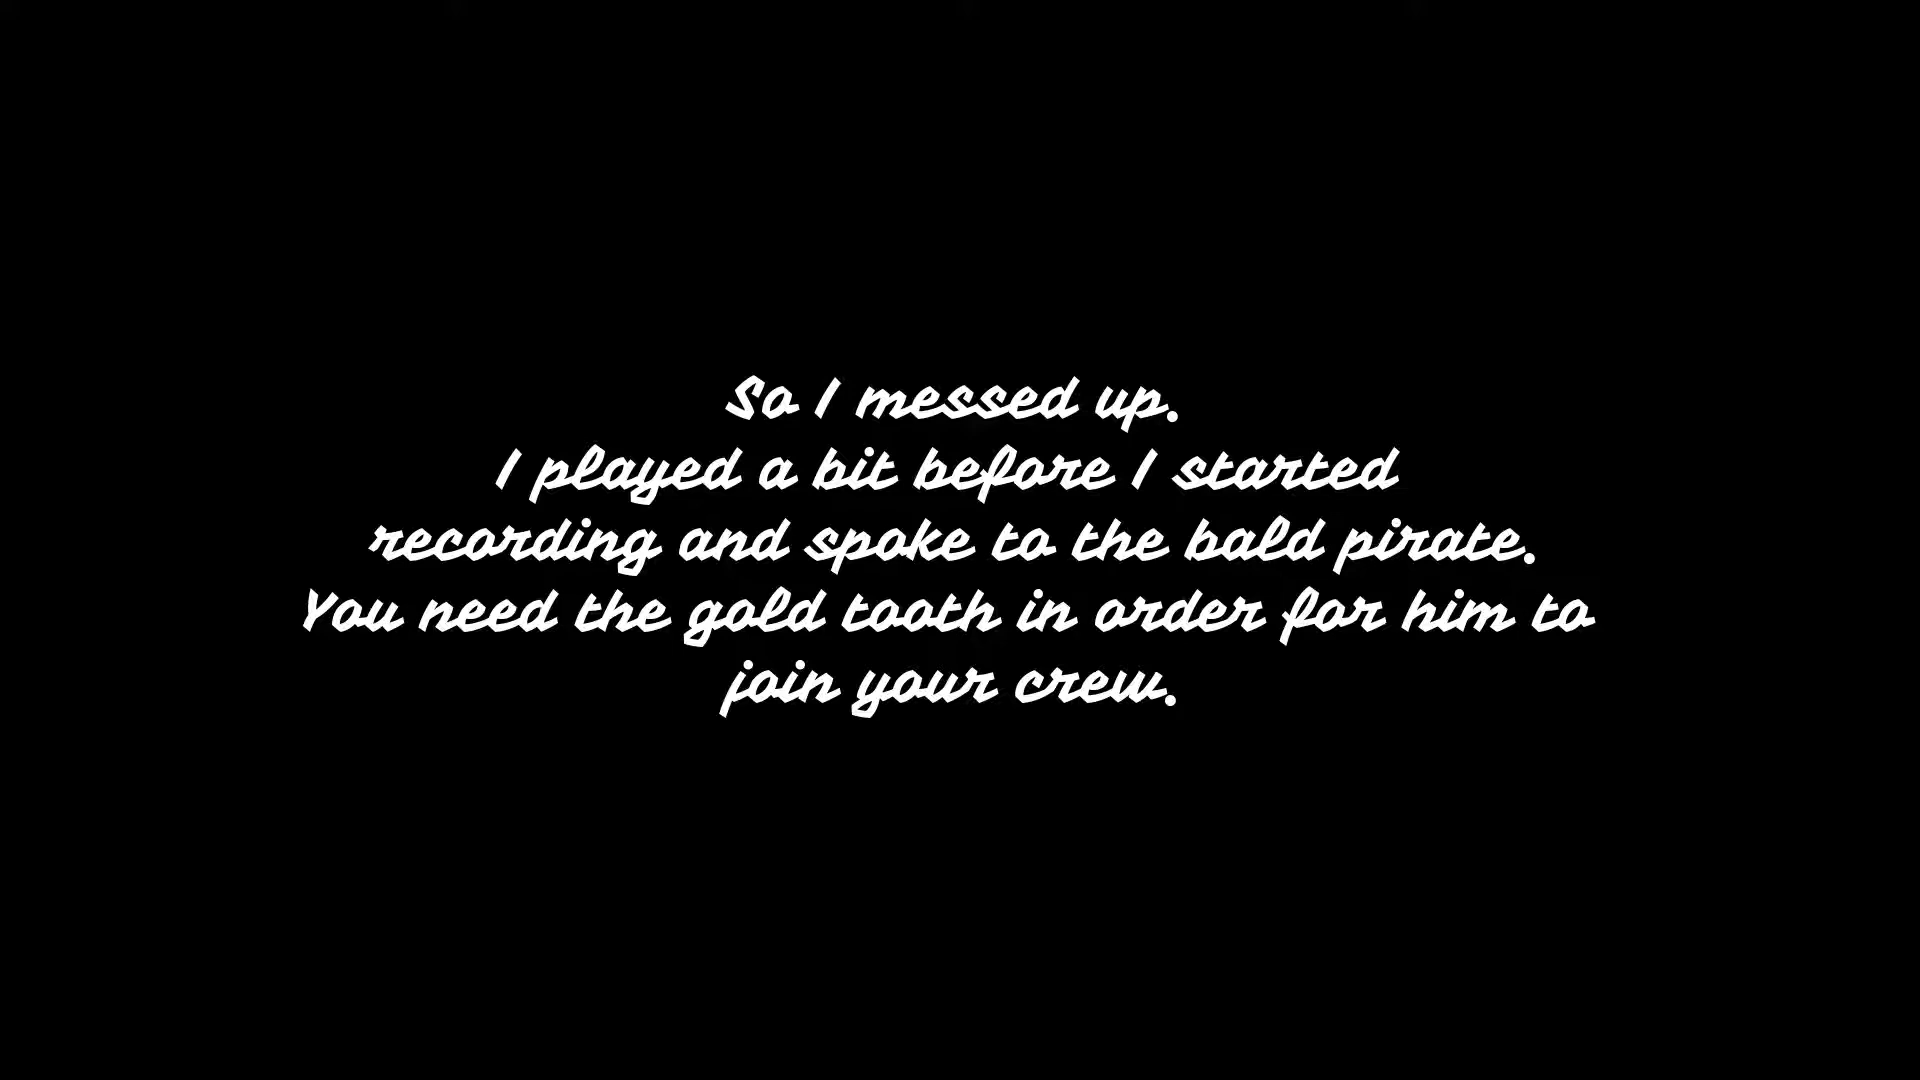 So I messed up.
I played a bit before I started
recording and spoke to the bald pirate.
You need the gold tooth in order for him to
join your crew.